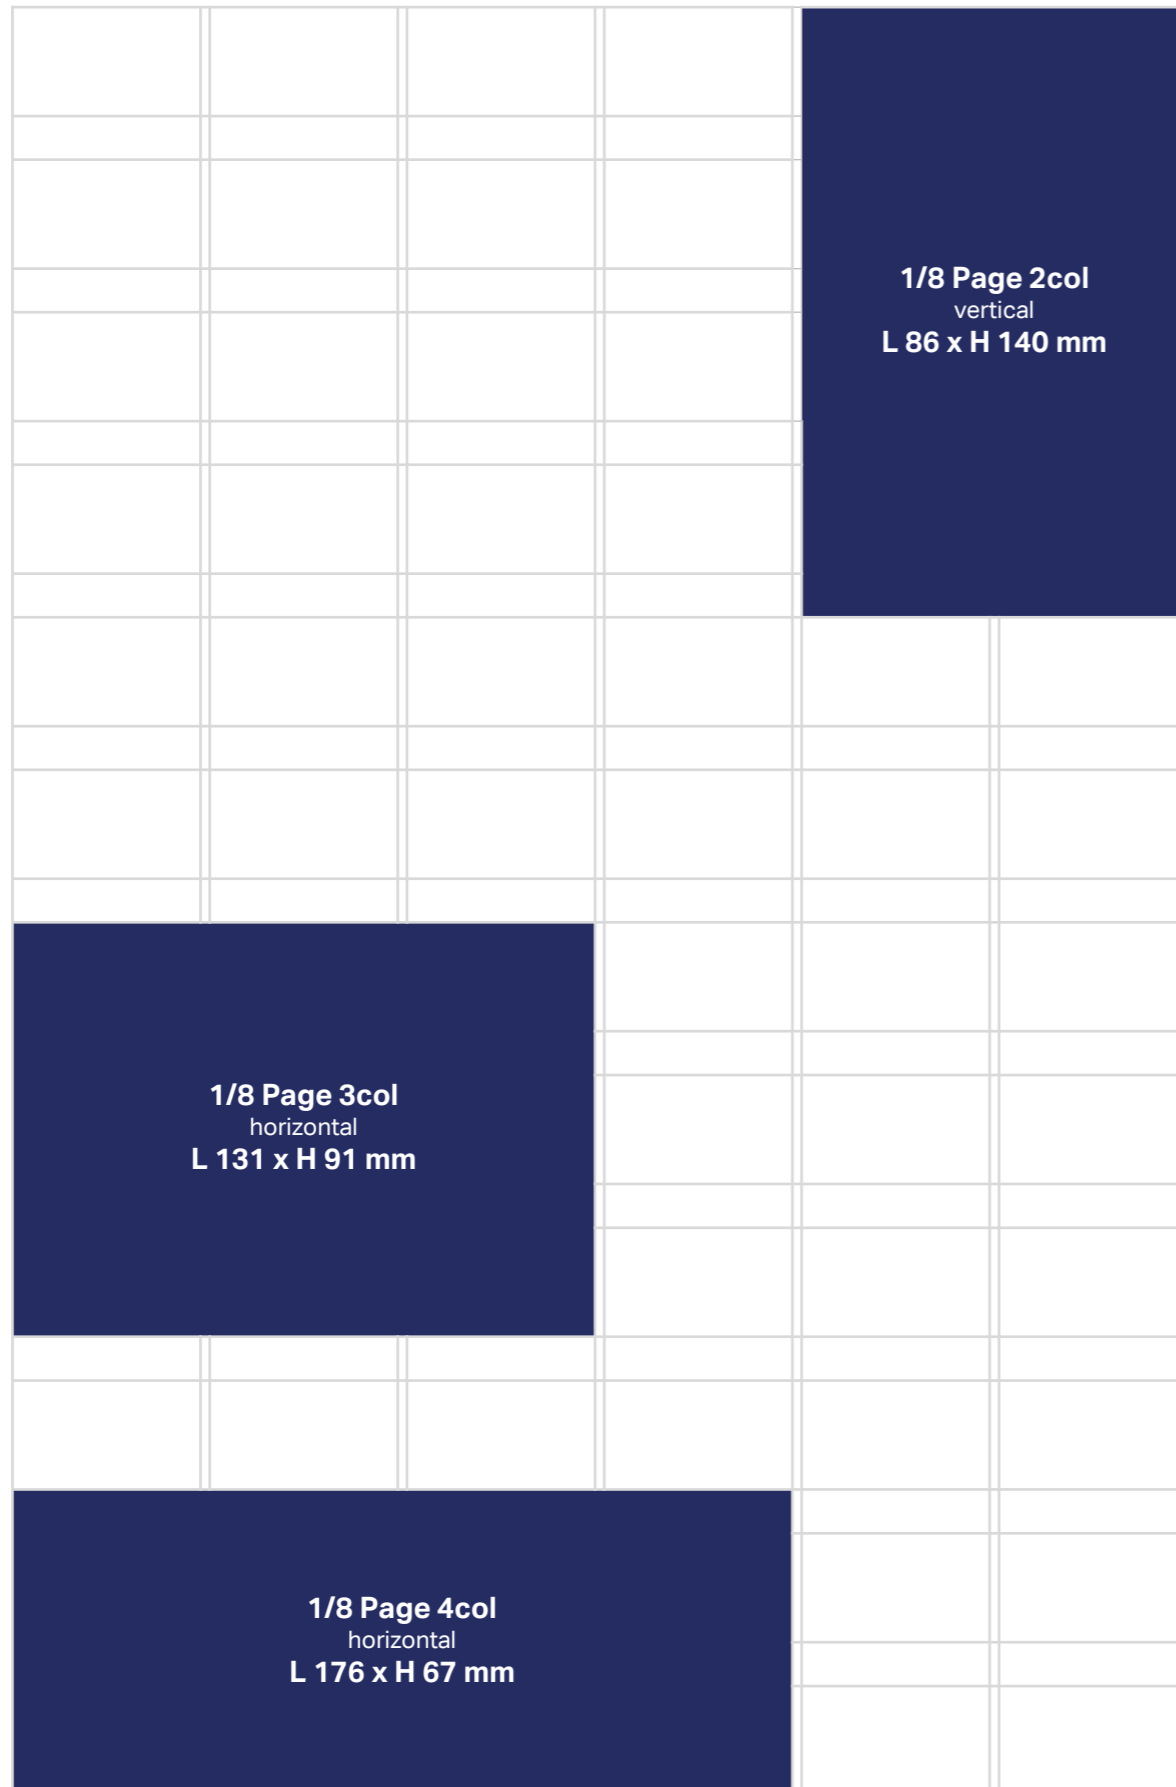 1/8 Page 2col
vertical
L 86 x H 140 mm
1/8 Page 3col
horizontal
L 131 x H 91 mm
1/8 Page 4col
horizontal
L 176 x H 67 mm